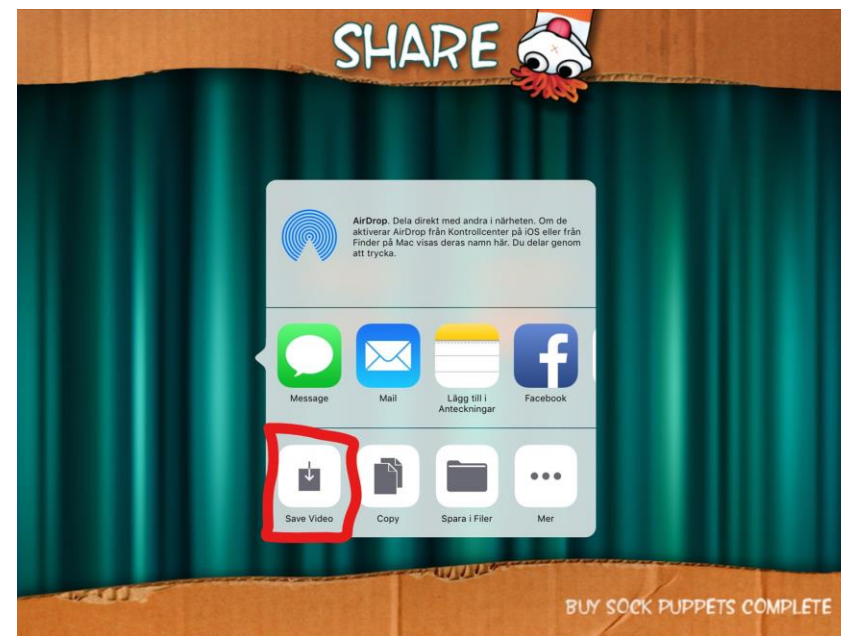 SHARE
AirDrop. Dela direkt med andra i närheten. Om de
aktiverar AirDrop från Kontrollcenter på iOS eller från
Finder på Mac visas deras namn här. Du delar genom
att trycka.
Message
Mail
Lägg till i
Anteckningar
Facebook
Save Video
Copy
Spara i Filer
Mer
BUY SOCK PUPPETS COMPLETE